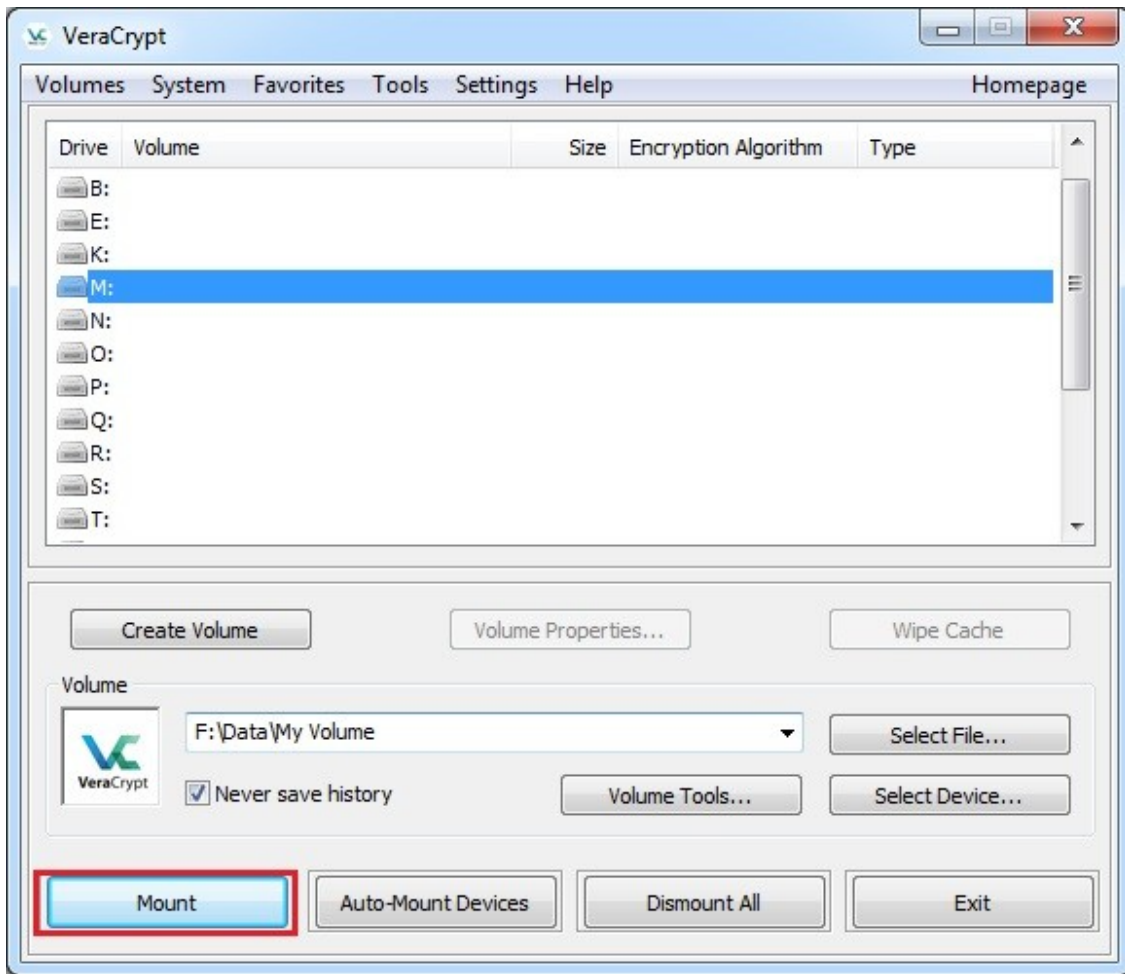 VeraCrypt
Volumes System Favorites Tools Settings Help Homepage
Drive Volume Size Encryption Algorithm Type
B:
E:
K:
M:
N:
O:
P:
Q:
R:
S:
T:
Create Volume Volume Properties... Wipe Cache
Volume
F:\Data\My Volume Select File...
VeraCrypt
Never save history Volume Tools... Select Device...
Mount Auto-Mount Devices Dismount All Exit